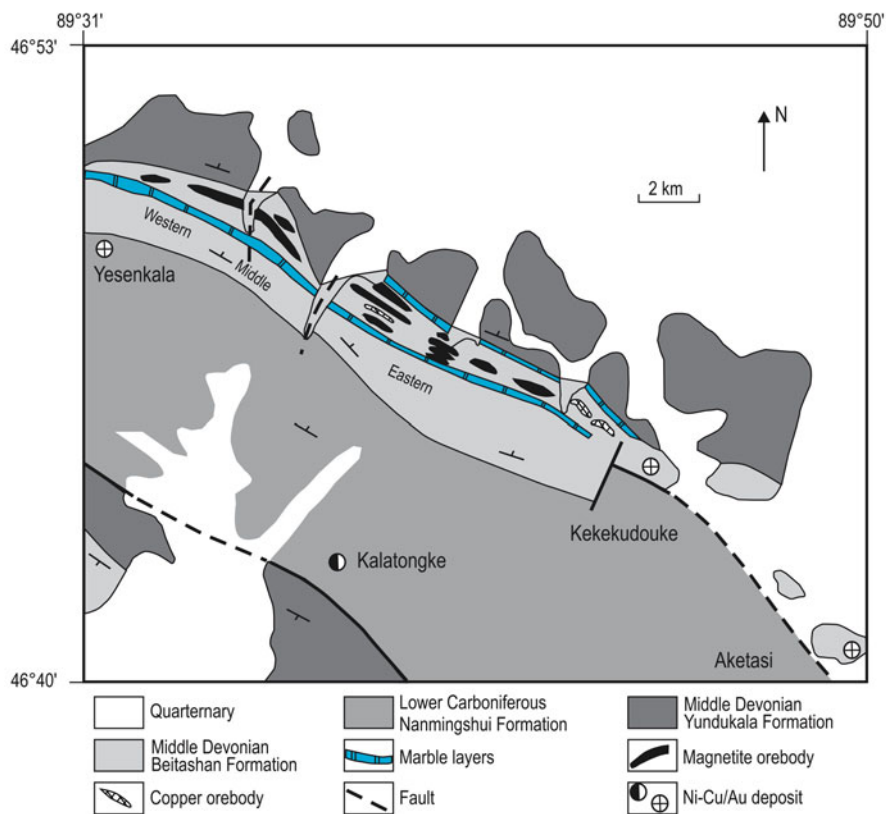 89°31'
89°50'
46°53'
N
2 km
Western
Middle
Yesenkala
Eastern
Kekekudouke
Kalatongke
Aketasi
46°40'
Quarternary
Lower Carboniferous
Nanmingshui Formation
Middle Devonian
Yundukala Formation
Middle Devonian
Beitashan Formation
Marble layers
Magnetite orebody
Copper orebody
Fault
Ni-Cu/Au deposit